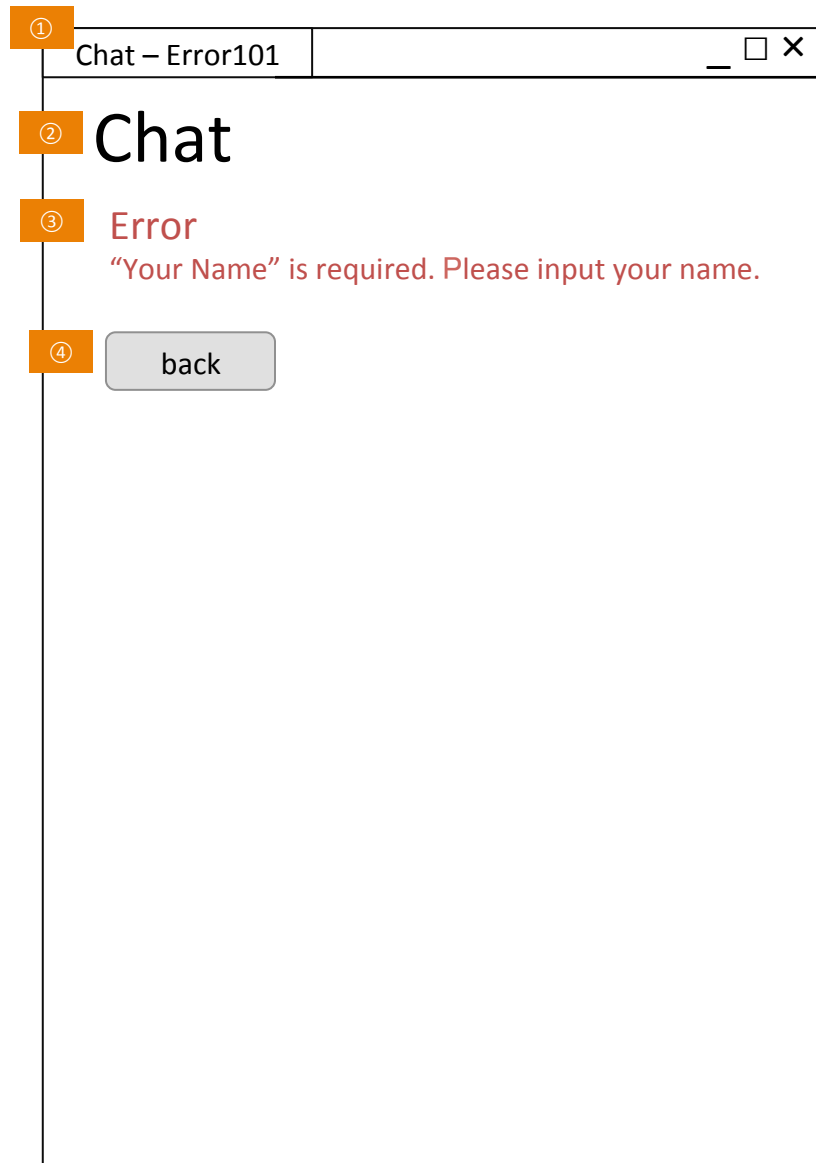 ①
Chat – Error101 _ □ ×
② Chat
③ Error
“Your Name” is required. Please input your name.
④ back